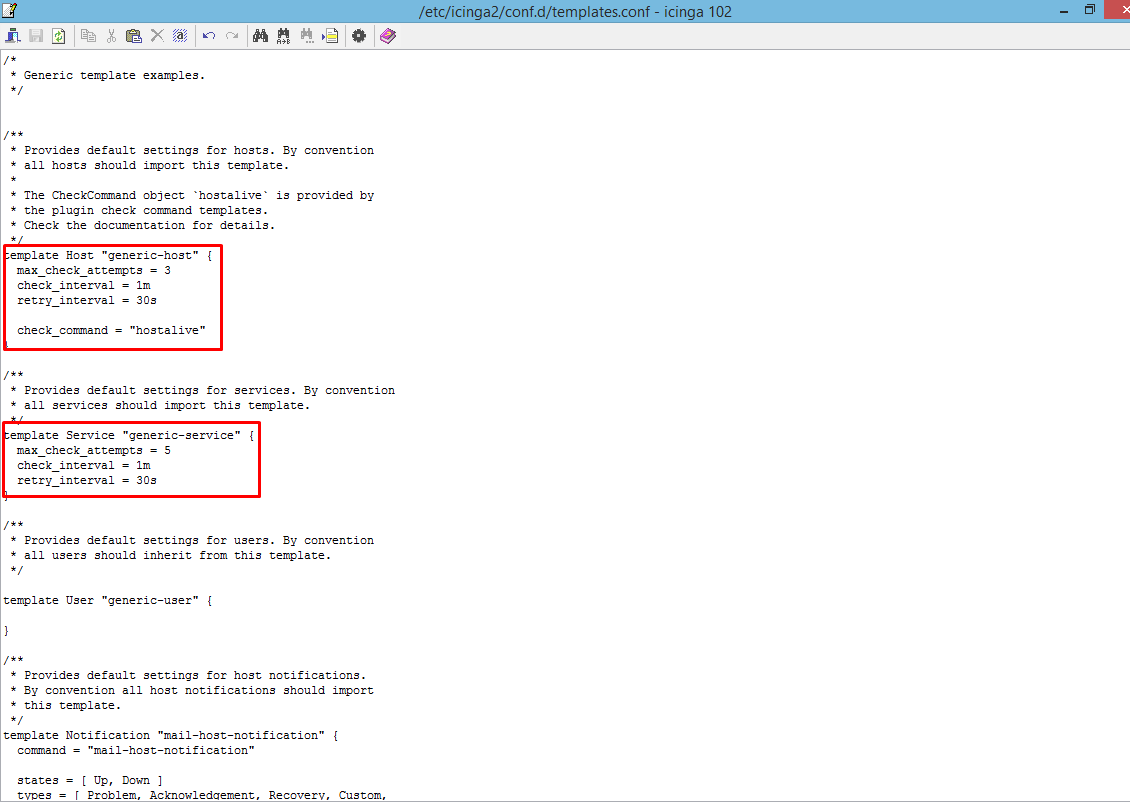 /etc/icinga2/conf.d/templates.conf - icinga 102
/*
 * Generic template examples.
 */
/**
 * Provides default settings for hosts. By convention
 * all hosts should import this template.
 *
 * The CheckCommand object `hostalive` is provided by
 * the plugin check command templates.
 * Check the documentation for details.
 */
template Host "generic-host" {
  max_check_attempts = 3
  check_interval = 1m
  retry_interval = 30s
  check_command = "hostalive"
}
/**
 * Provides default settings for services. By convention
 * all services should import this template.
 */
template Service "generic-service" {
  max_check_attempts = 5
  check_interval = 1m
  retry_interval = 30s
}
/**
 * Provides default settings for users. By convention
 * all users should inherit from this template.
 */
template User "generic-user" {
}
/**
 * Provides default settings for host notifications.
 * By convention all host notifications should import
 * this template.
 */
template Notification "mail-host-notification" {
  command = "mail-host-notification"
  states = [ Up, Down ]
  types = [ Problem, Acknowledgement, Recovery, Custom,